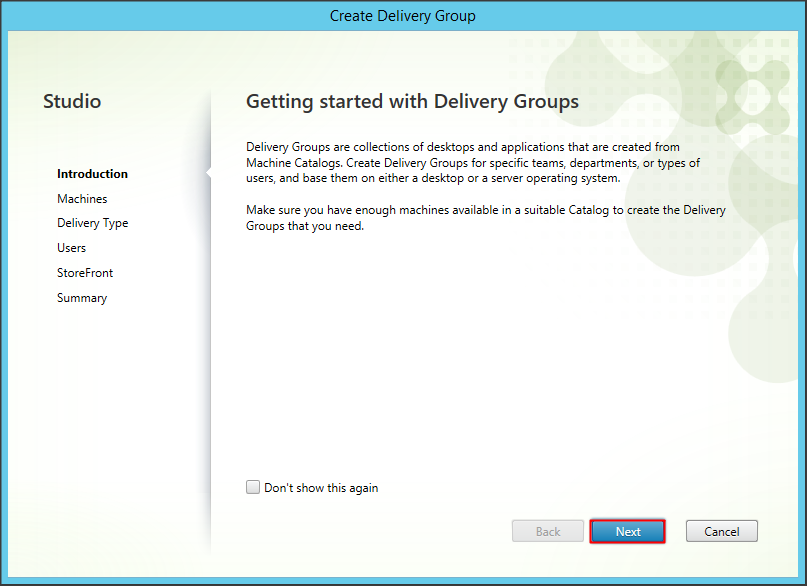 Create Delivery Group
Studio
Introduction
Machines
Delivery Type
Users
StoreFront
Summary
Getting started with Delivery Groups
Delivery Groups are collections of desktops and applications that are created from
Machine Catalogs. Create Delivery Groups for specific teams, departments, or types of
users, and base them on either a desktop or a server operating system.
Make sure you have enough machines available in a suitable Catalog to create the Delivery
Groups that you need.
Don't show this again
Back
Next
Cancel